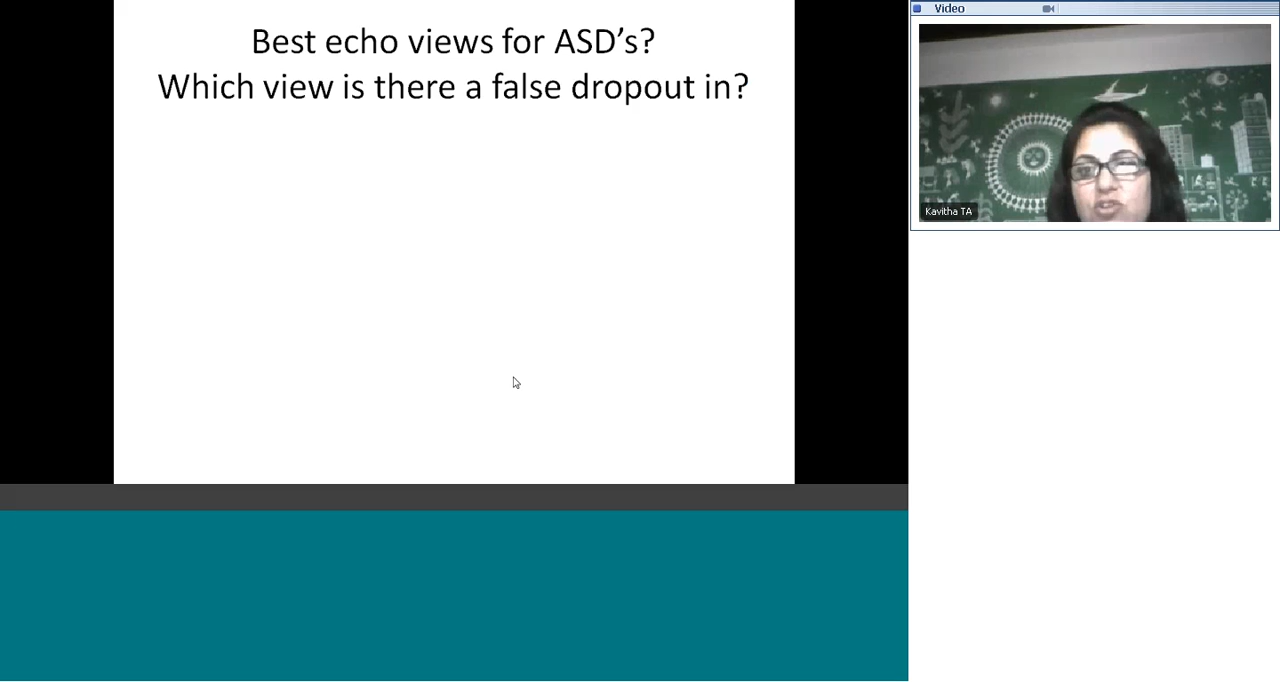 Best echo views for ASD’s?
Which view is there a false dropout in?
Video
Kavitha TA